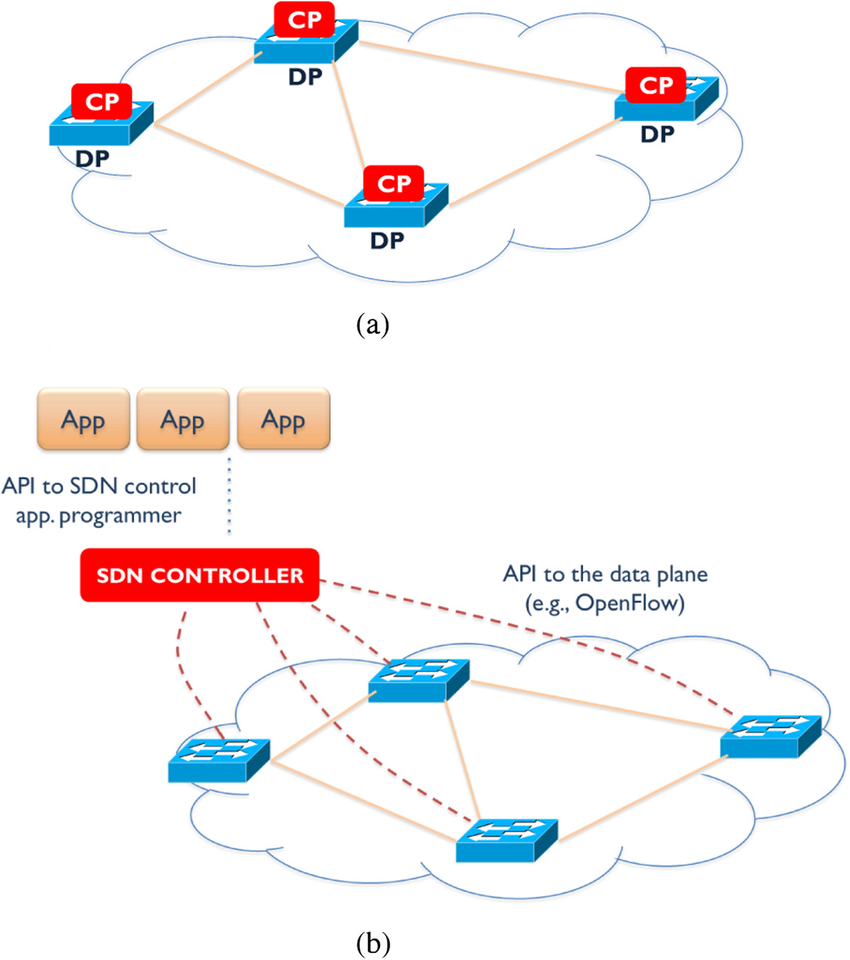 CP
DP
CP
DP
CP
DP
CP
DP
(a)
App App App
API to SDN control
app. programmer
SDN CONTROLLER
API to the data plane
(e.g., OpenFlow)
(b)